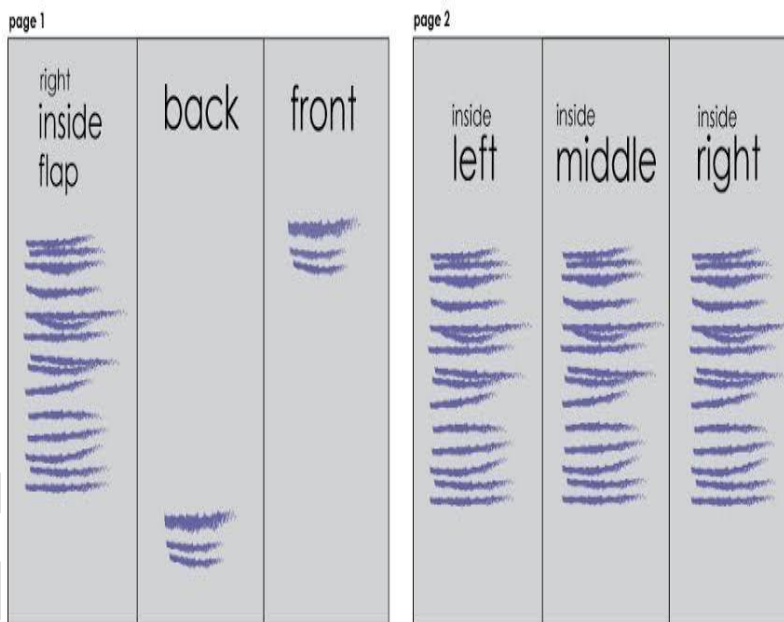 page 1
right
inside
flap
back
front
page 2
inside
left
inside
middle
inside
right